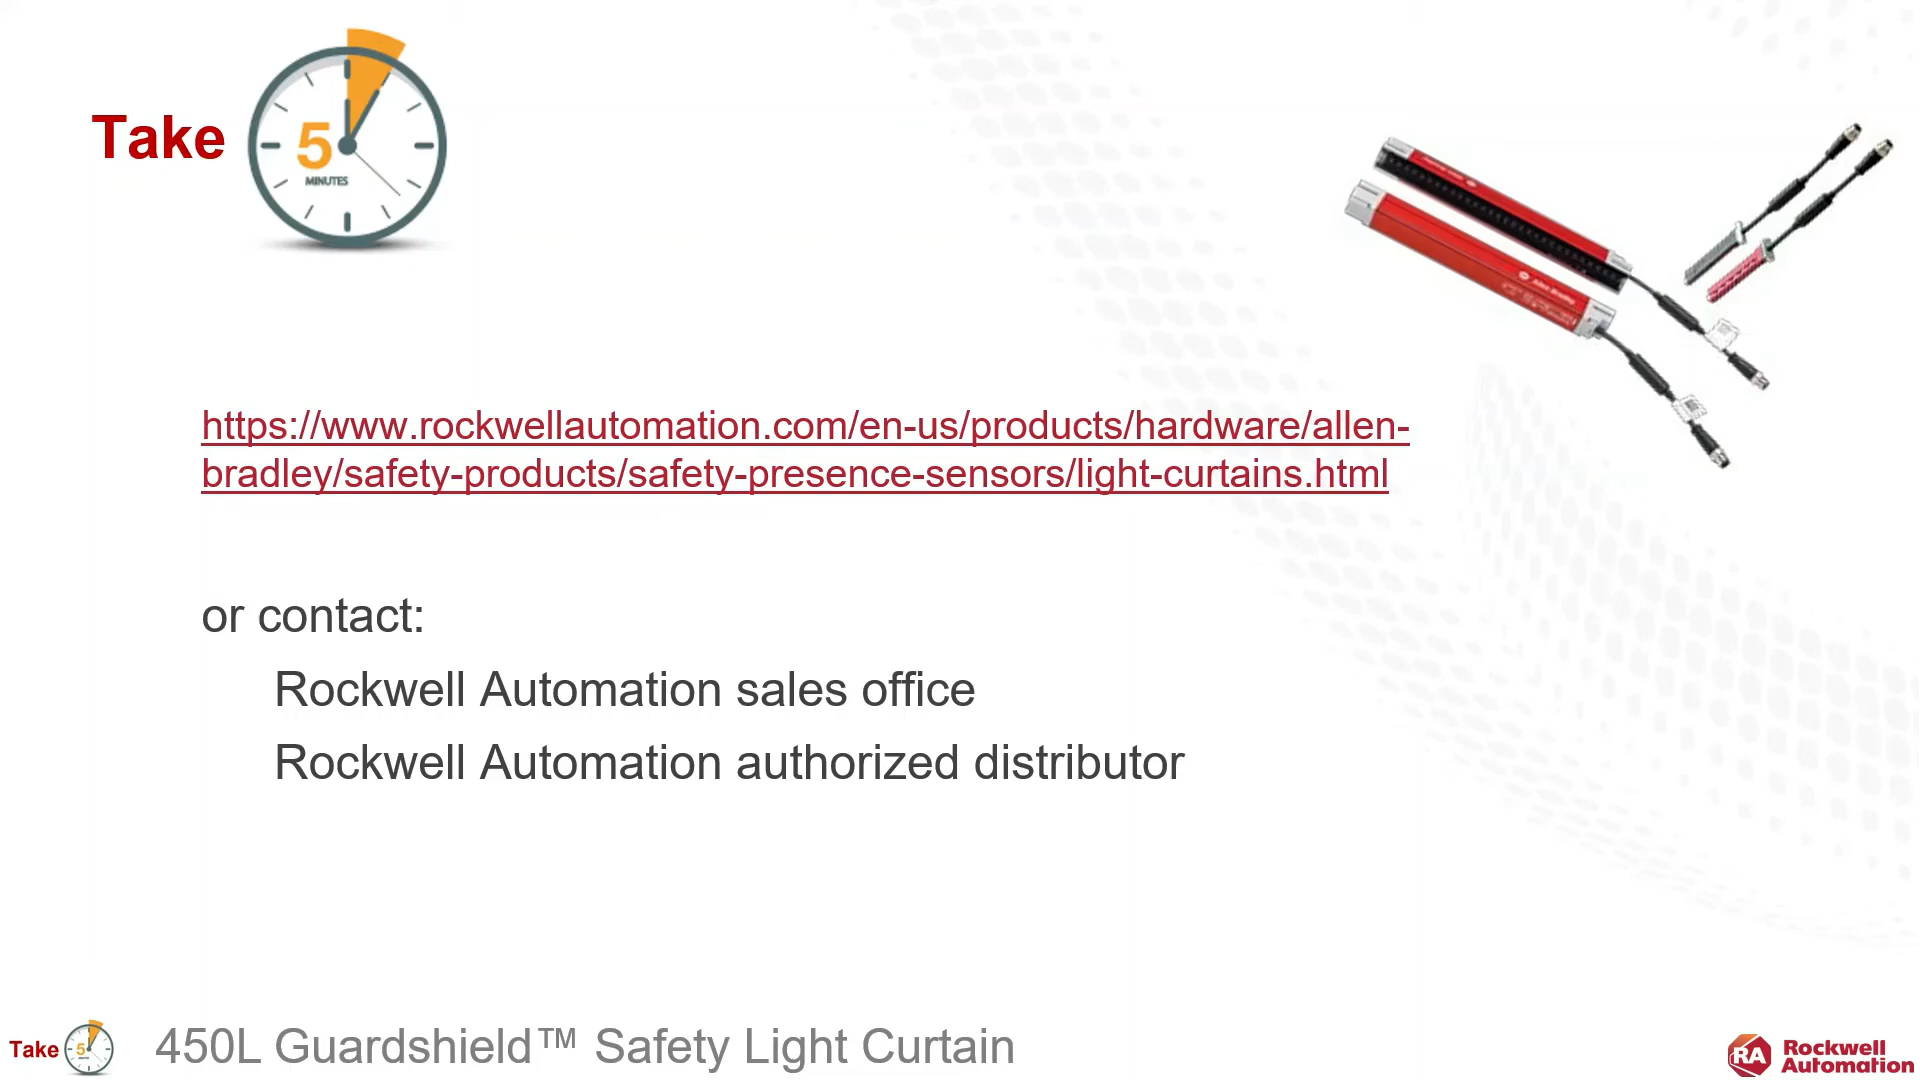 Take
5
MINUTES
https://www.rockwellautomation.com/en-us/products/hardware/allen-
bradley/safety-products/safety-presence-sensors/light-curtains.html
or contact:
Rockwell Automation sales office
Rockwell Automation authorized distributor
Take
5
450L Guardshield™ Safety Light Curtain
RA
Rockwell
Automation